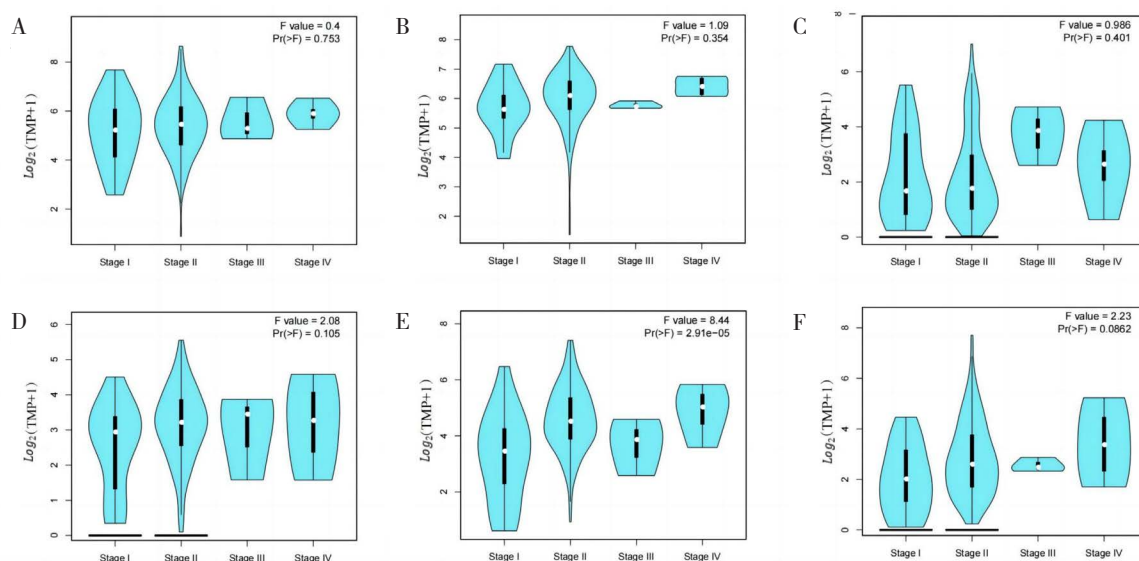 A
F value = 0.4
Pr(>F) = 0.753
Log₂(TMP+1)
8
6
4
2
Stage I Stage II Stage III Stage IV
B
F value = 1.09
Pr(>F) = 0.354
Log₂(TMP+1)
8
7
6
5
4
3
2
Stage I Stage II Stage III Stage IV
C
F value = 0.986
Pr(>F) = 0.401
Log₂(TMP+1)
8
6
4
2
0
Stage I Stage II Stage III Stage IV
D
F value = 2.08
Pr(>F) = 0.105
Log₂(TMP+1)
6
5
4
3
2
1
0
Stage I Stage II Stage III Stage IV
E
F value = 8.44
Pr(>F) = 2.91e−05
Log₂(TMP+1)
8
6
4
2
Stage I Stage II Stage III Stage IV
F
F value = 2.23
Pr(>F) = 0.0862
Log₂(TMP+1)
8
6
4
2
0
Stage I Stage II Stage III Stage IV